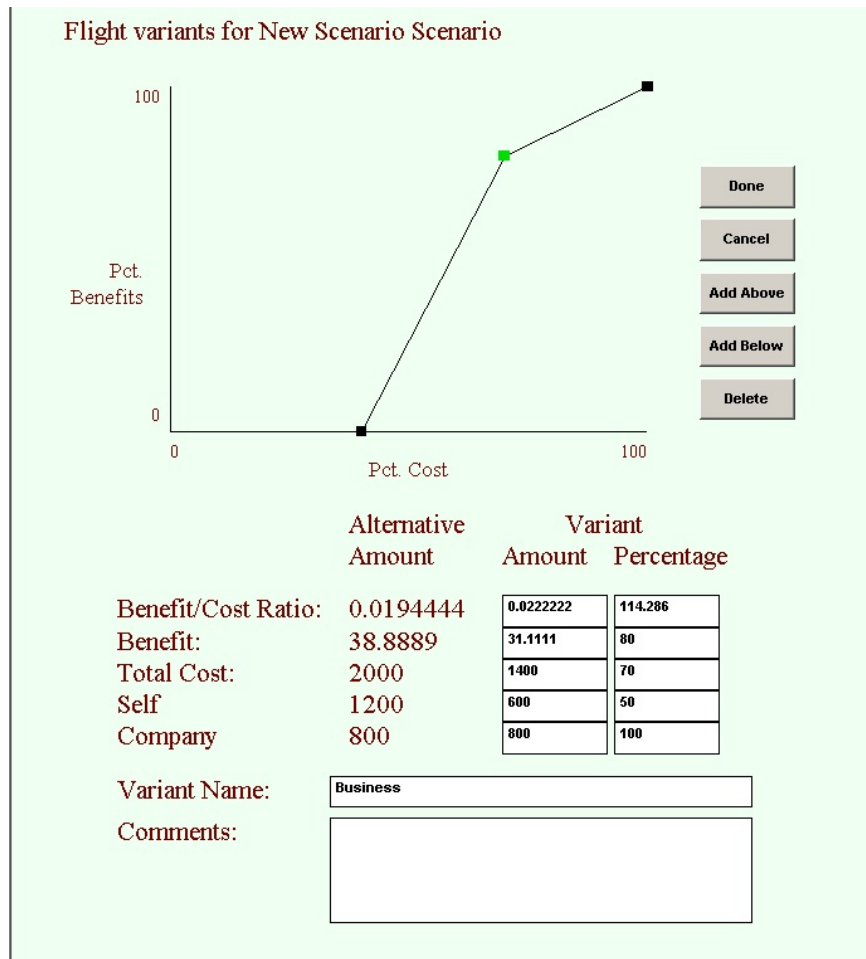 Flight variants for New Scenario Scenario
100
Pct.
Benefits
0
0
100
Pct. Cost
Done
Cancel
Add Above
Add Below
Delete
Alternative Variant
Amount Amount Percentage
Benefit/Cost Ratio: 0.0194444 0.0222222 114.286
Benefit: 38.8889 31.1111 80
Total Cost: 2000 1400 70
Self 1200 600 50
Company 800 800 100
Variant Name: Business
Comments: